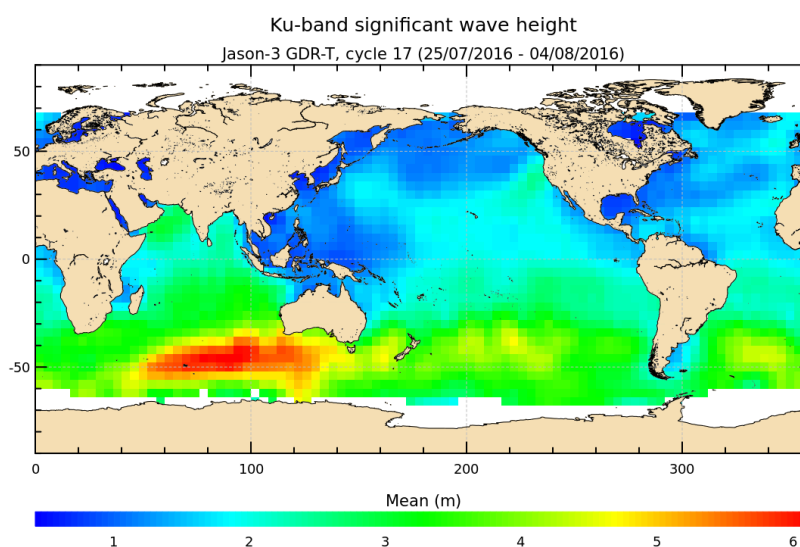 Ku-band significant wave height
Jason-3 GDR-T, cycle 17 (25/07/2016 - 04/08/2016)
50
0
-50
0 100 200 300
Mean (m)
1 2 3 4 5 6